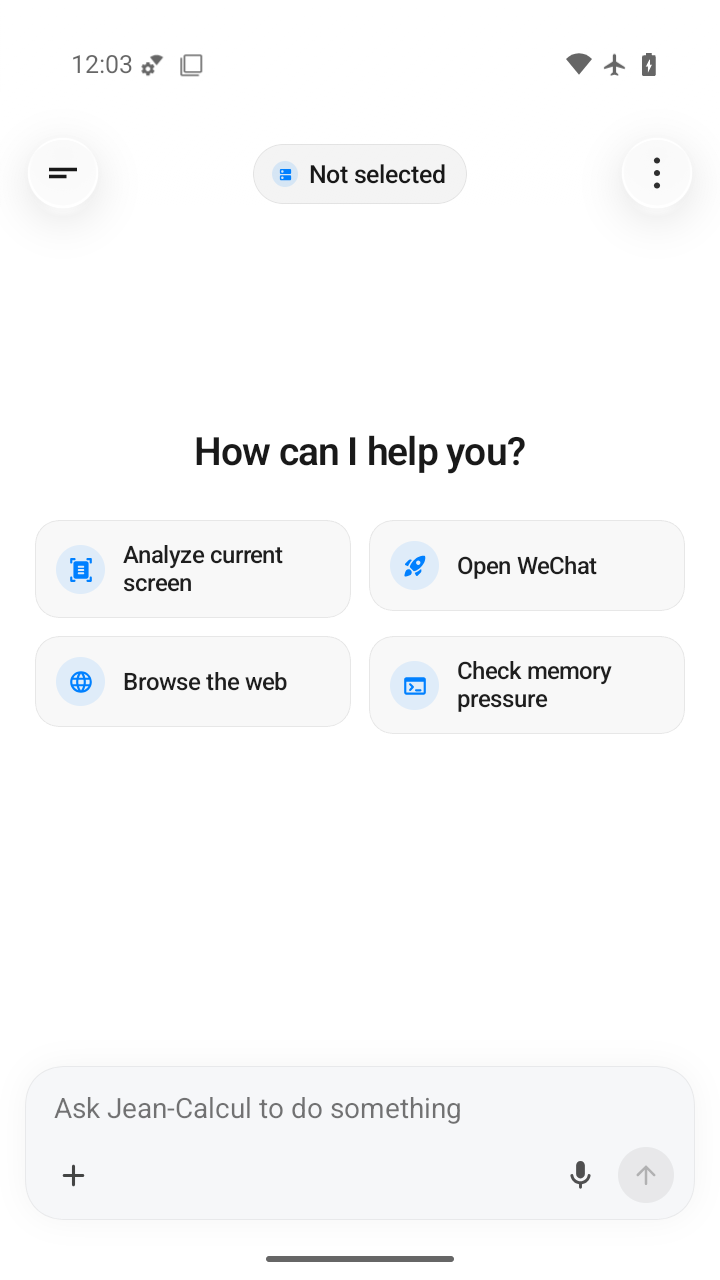 12:03
Not selected
How can I help you?
Analyze current
screen
Open WeChat
Browse the web
Check memory
pressure
Ask Jean-Calcul to do something